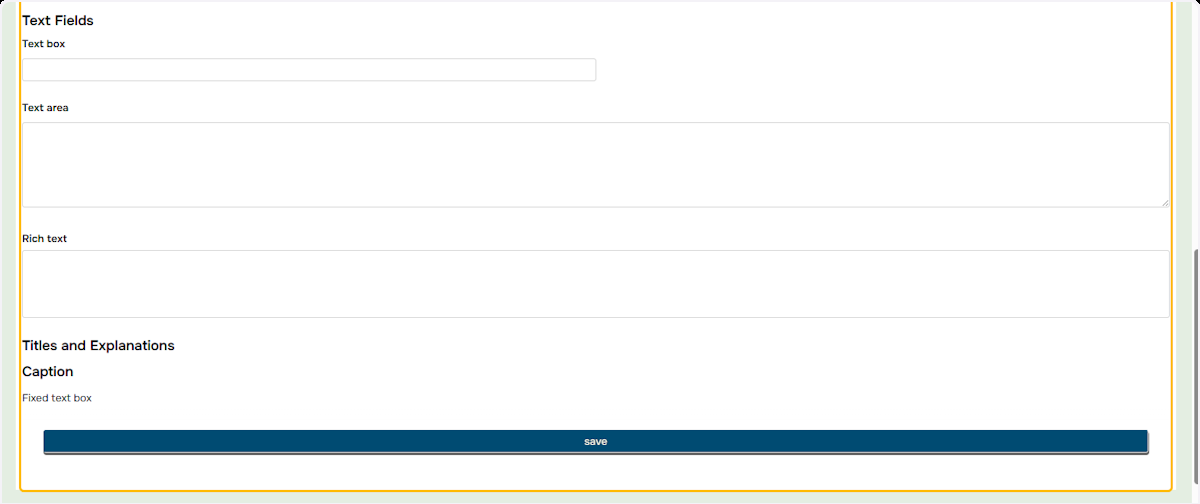 Text Fields
Text box
Text area
Rich text
Titles and Explanations
Caption
Fixed text box
save